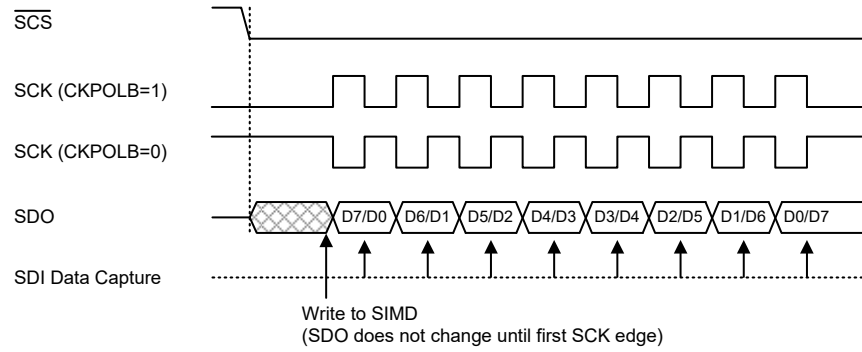 SCS
SCK (CKPOLB=1)
SCK (CKPOLB=0)
SDO
D7/D0 D6/D1 D5/D2 D4/D3 D3/D4 D2/D5 D1/D6 D0/D7
SDI Data Capture
Write to SIMD
(SDO does not change until first SCK edge)